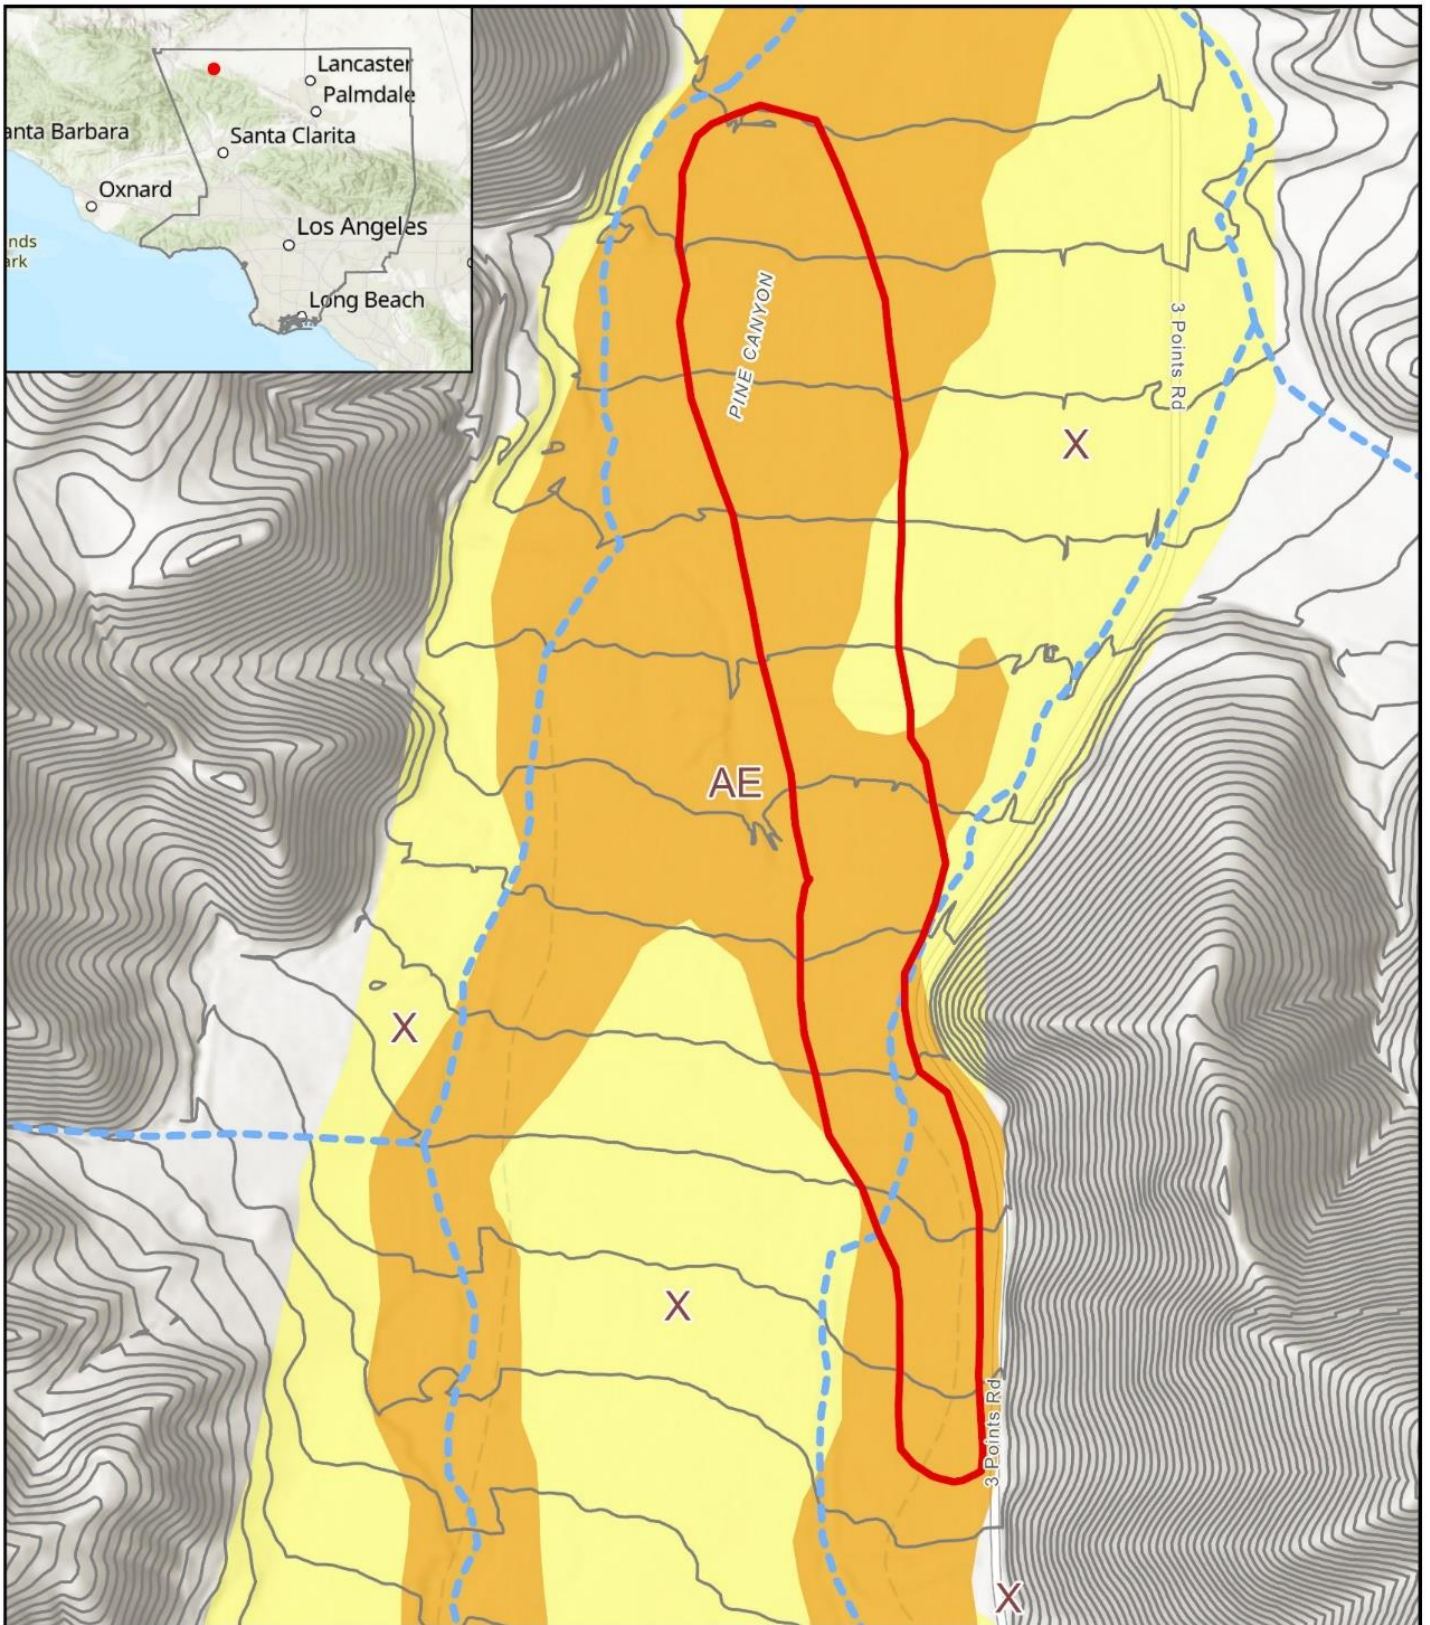 Lancaster
Palmdale
anta Barbara
Santa Clarita
Oxnard
nds
ark
Los Angeles
Long Beach
PINE CANYON
3 Points Rd
X
AE
X
X
3 Points Rd
X